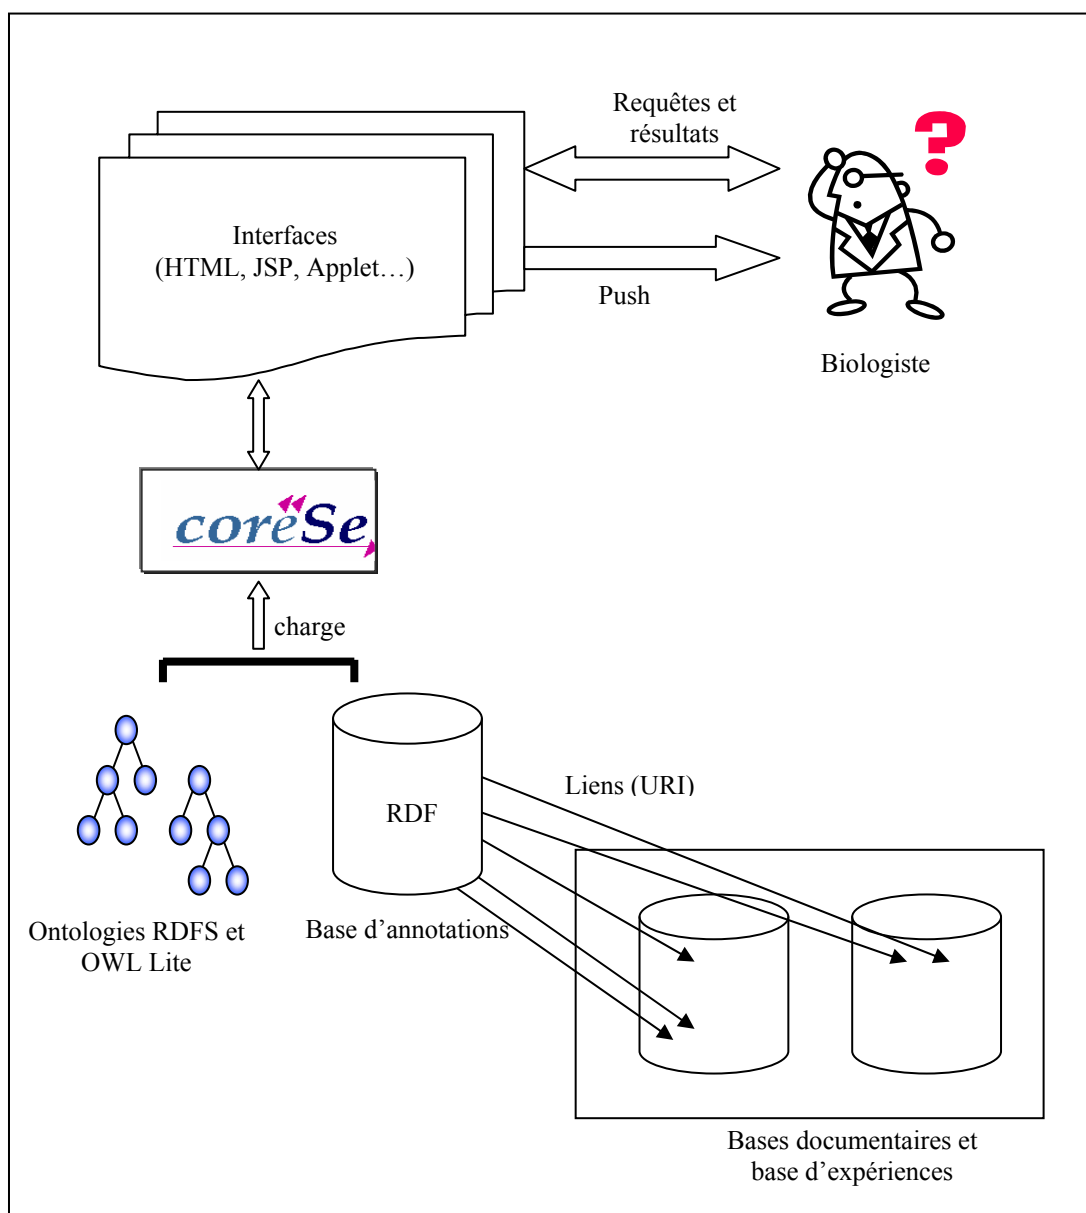 Requêtes et
résultats
?
Interfaces
(HTML, JSP, Applet…)
Push
Biologiste
coreSe
charge
Liens (URI)
RDF
Ontologies RDFS et
OWL Lite
Base d’annotations
Bases documentaires et
base d’expériences